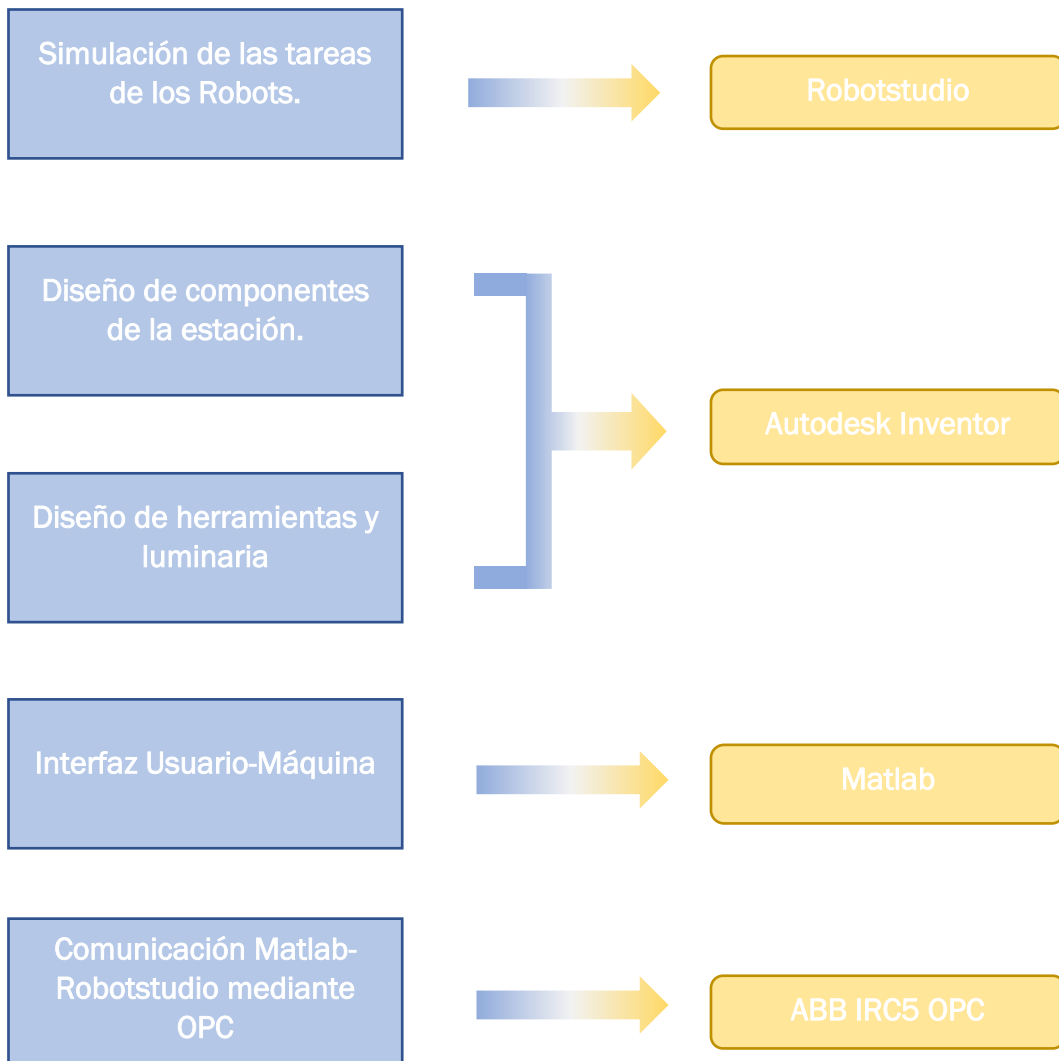 Simulación de las tareas
de los Robots.
Robotstudio
Diseño de componentes
de la estación.
Autodesk Inventor
Diseño de herramientas y
luminaria
Interfaz Usuario-Máquina
Matlab
Comunicación Matlab-
Robotstudio mediante
OPC
ABB IRC5 OPC